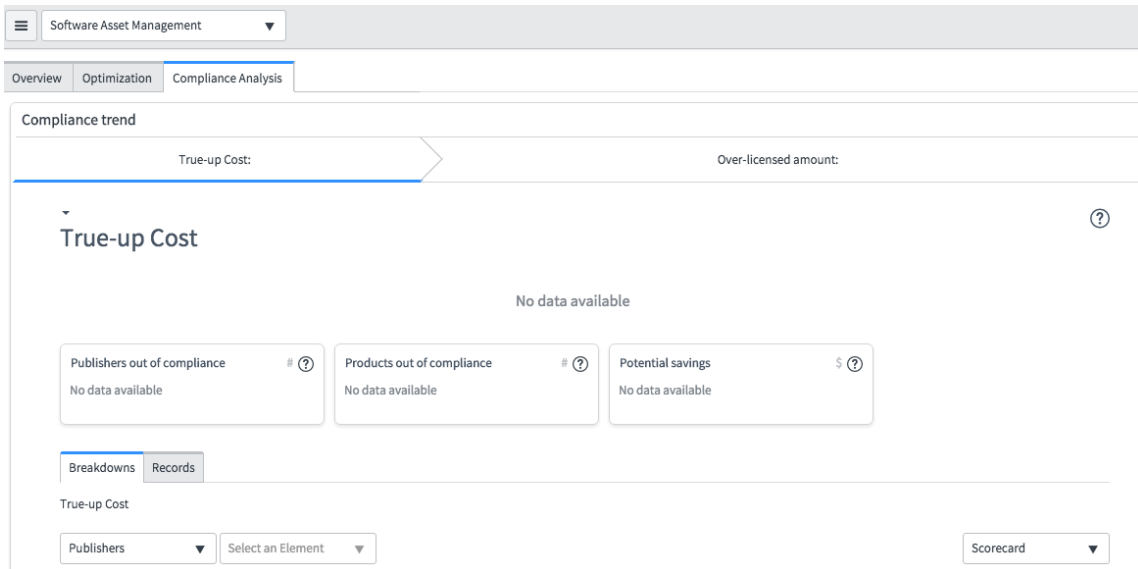 Software Asset Management
Overview Optimization Compliance Analysis
Compliance trend
True-up Cost: Over-licensed amount:
True-up Cost
No data available
Publishers out of compliance # Products out of compliance # Potential savings $
No data available No data available No data available
Breakdowns Records
True-up Cost
Publishers Select an Element Scorecard